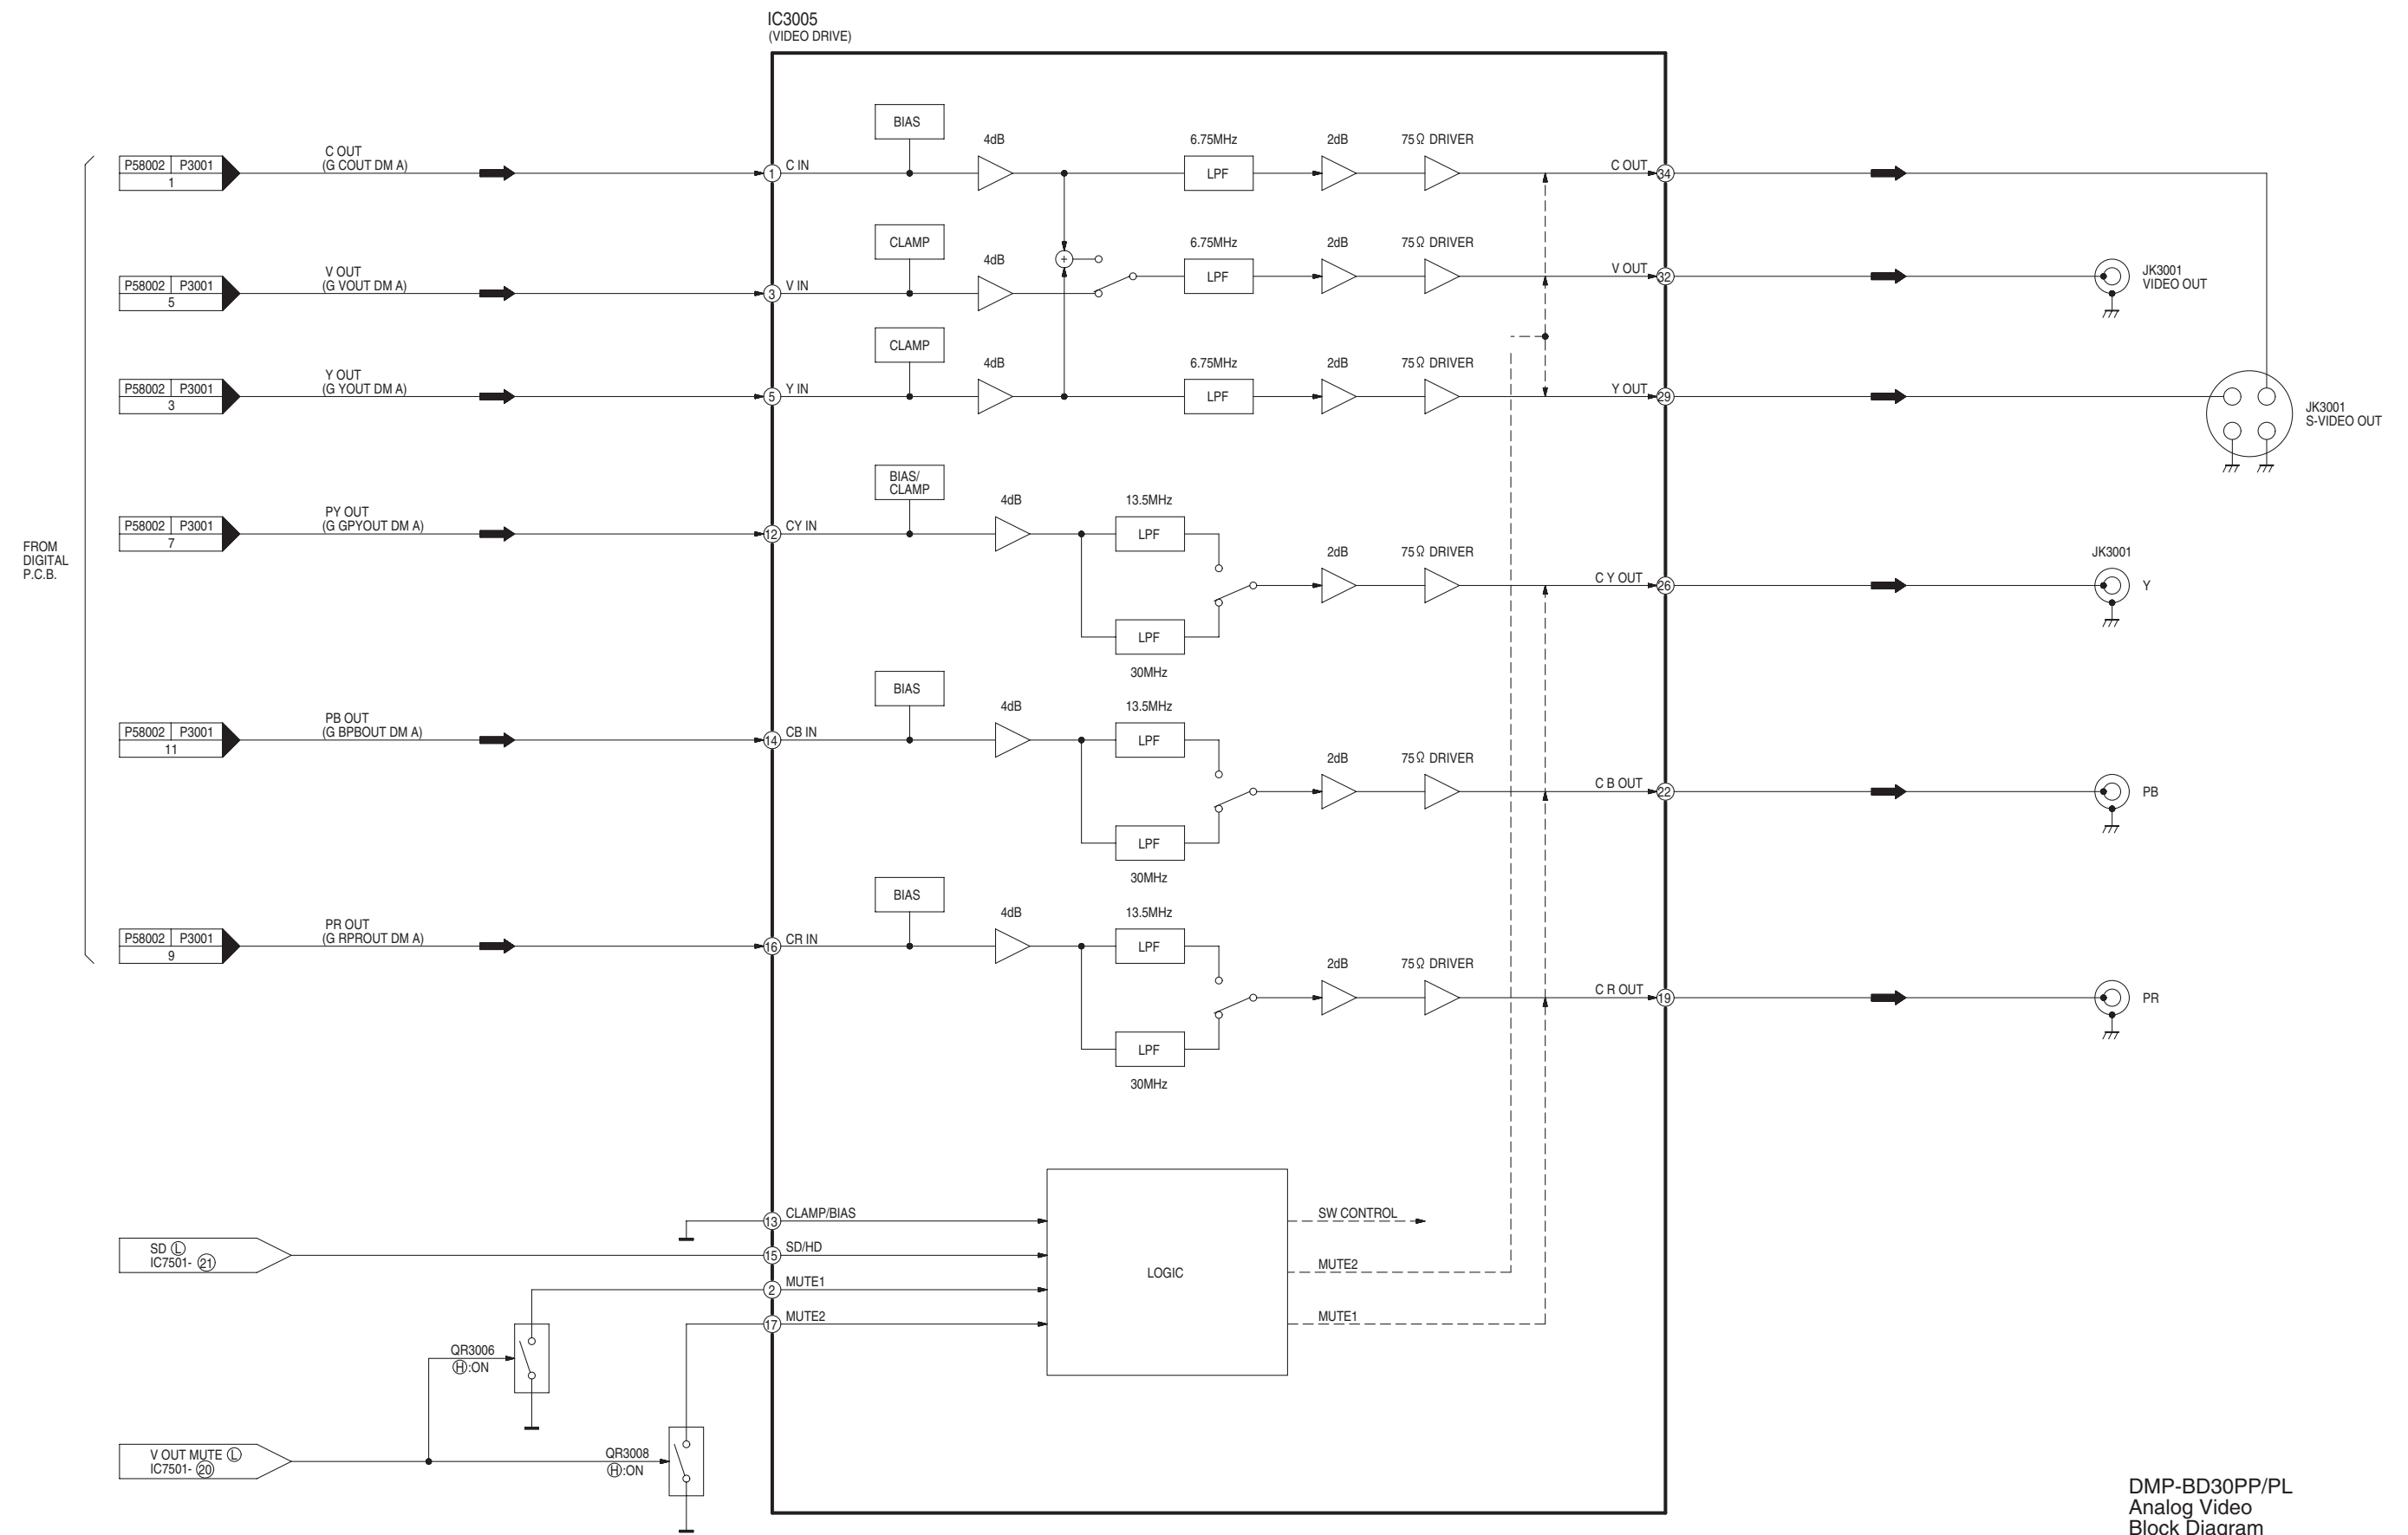 IC3005
(VIDEO DRIVE)
BIAS
4dB
6.75MHz
2dB
75Ω DRIVER
P58002 P3001
1
C OUT
(G COUT DM A)
1
C IN
LPF
C OUT
34
CLAMP
4dB
6.75MHz
2dB
75Ω DRIVER
P58002 P3001
5
V OUT
(G VOUT DM A)
3
V IN
+
LPF
V OUT
32
JK3001
VIDEO OUT
CLAMP
4dB
6.75MHz
2dB
75Ω DRIVER
P58002 P3001
3
Y OUT
(G YOUT DM A)
5
Y IN
LPF
Y OUT
29
JK3001
S-VIDEO OUT
BIAS/
CLAMP
4dB
13.5MHz
P58002 P3001
7
PY OUT
(G GPYOUT DM A)
12
CY IN
LPF
FROM
DIGITAL
P.C.B.
2dB
75Ω DRIVER
C Y OUT
26
JK3001
Y
LPF
30MHz
BIAS
4dB
13.5MHz
P58002 P3001
11
PB OUT
(G BPBOUT DM A)
14
CB IN
LPF
2dB
75Ω DRIVER
C B OUT
22
PB
LPF
30MHz
BIAS
4dB
13.5MHz
P58002 P3001
9
PR OUT
(G RPROUT DM A)
16
CR IN
LPF
2dB
75Ω DRIVER
C R OUT
19
PR
LPF
30MHz
13
CLAMP/BIAS
SW CONTROL
SD Ⓛ
IC7501- 21
15
SD/HD
LOGIC
MUTE2
2
MUTE1
17
MUTE2
MUTE1
QR3006
Ⓗ:ON
V OUT MUTE Ⓛ
IC7501- 20
QR3008
Ⓗ:ON
DMP-BD30PP/PL
Analog Video
Block Diagram